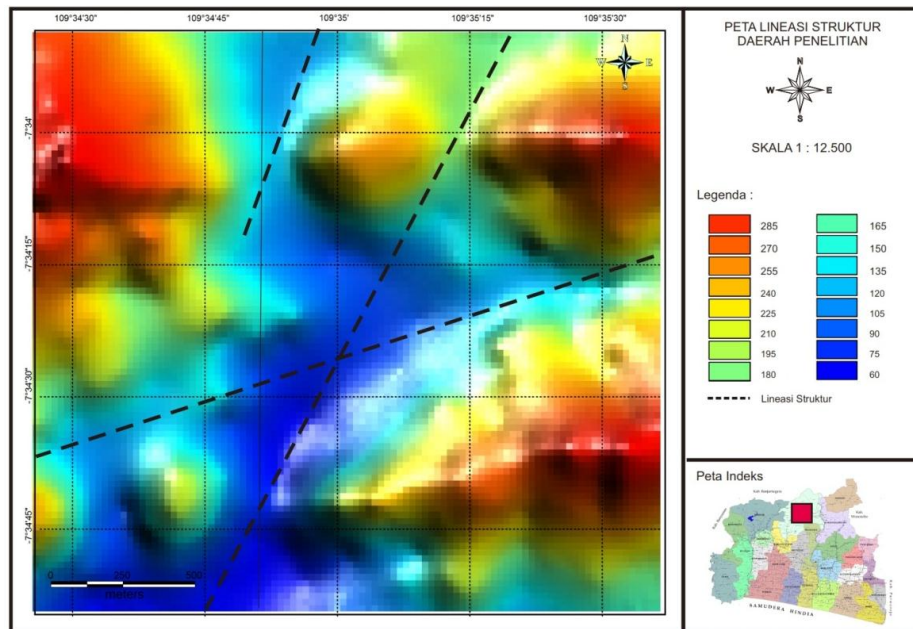 109°34'30"
109°34'45"
109°35'
109°35'15"
109°35'30"
-7°34'
-7°34'15"
-7°34'30"
-7°34'45"
N
W E
S
0 250 500
meters
PETA LINEASI STRUKTUR
DAERAH PENELITIAN
N
W E
S
SKALA 1 : 12.500
Legenda :
285 165
270 150
255 135
240 120
225 105
210 90
195 75
180 60
Lineasi Struktur
Peta Indeks
SAMUDERA HINDIA